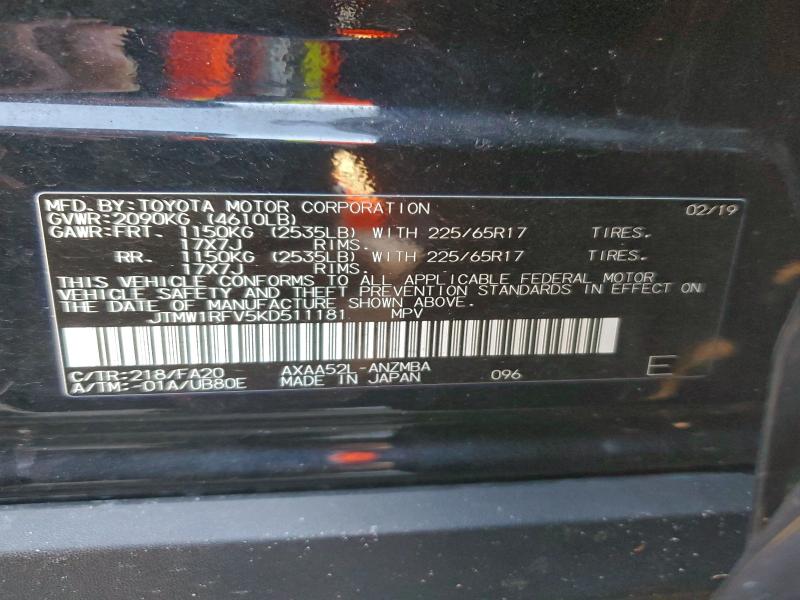 MFD.BY:TOYOTA MOTOR CORPORATION 02/19
GVWR:2090KG (4610LB)
GAWR:FRT. 1150KG (2535LB) WITH 225/65R17 TIRES.
17X7J RIMS.
RR. 1150KG (2535LB) WITH 225/65R17 TIRES.
17X7J RIMS.
THIS VEHICLE CONFORMS TO ALL APPLICABLE FEDERAL MOTOR
VEHICLE SAFETY AND THEFT PREVENTION STANDARDS IN EFFECT ON
THE DATE OF MANUFACTURE SHOWN ABOVE.
JTMW1RFV5KD511181 MPV
C/TR:218/FA20 AXAA52L-ANZMBA
A/TM:-01A/UB80E MADE IN JAPAN 096 E